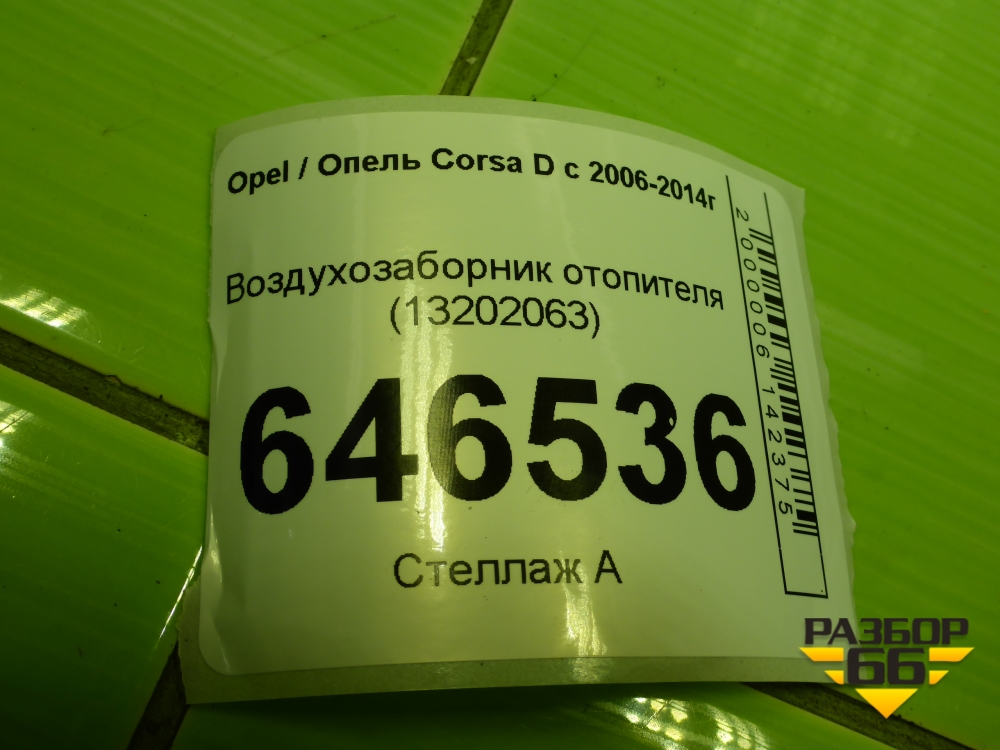 Opel / Опель Corsa D с 2006-2014г
Воздухозаборник отопителя
(13202063)
646536
Стеллаж А
2000006142375
РАЗБОР
66